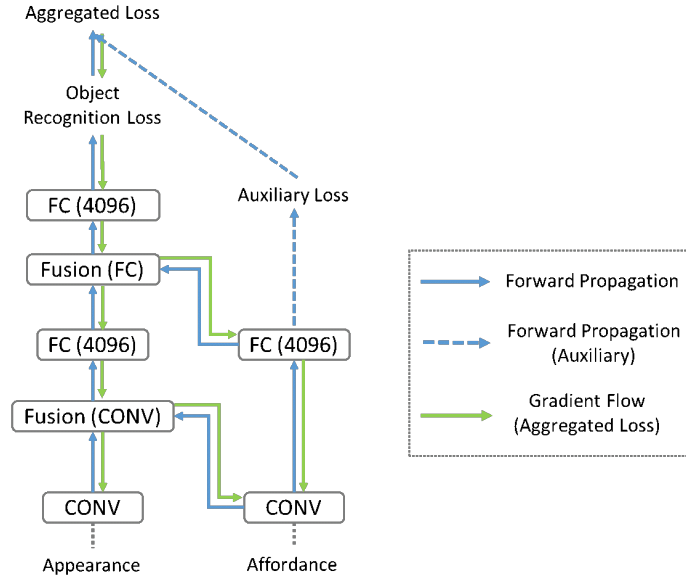 Aggregated Loss
Object
Recognition Loss
Auxiliary Loss
FC (4096)
Fusion (FC)
FC (4096)
FC (4096)
Fusion (CONV)
CONV
CONV
Appearance
Affordance
Forward Propagation
Forward Propagation
(Auxiliary)
Gradient Flow
(Aggregated Loss)